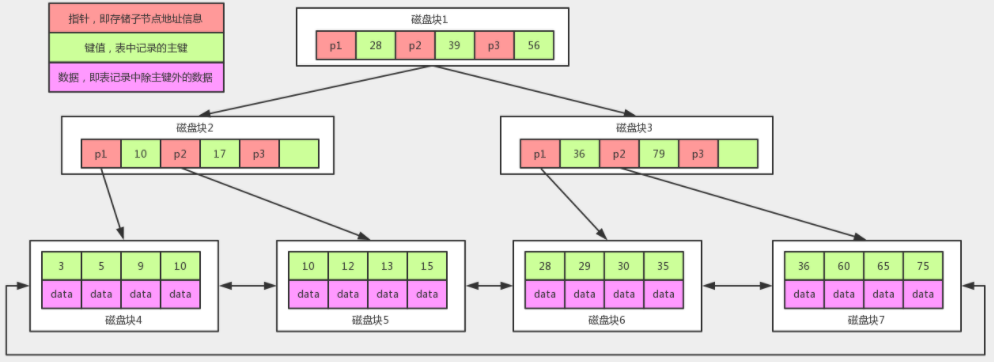 指针，即存储子节点地址信息
键值，表中记录的主键
数据，即表记录中除主键外的数据
磁盘块1
p1 28 p2 39 p3 56
磁盘块2
p1 10 p2 17 p3
磁盘块3
p1 36 p2 79 p3
3 5 9 10
data data data data
磁盘块4
10 12 13 15
data data data data
磁盘块5
28 29 30 35
data data data data
磁盘块6
36 60 65 75
data data data data
磁盘块7